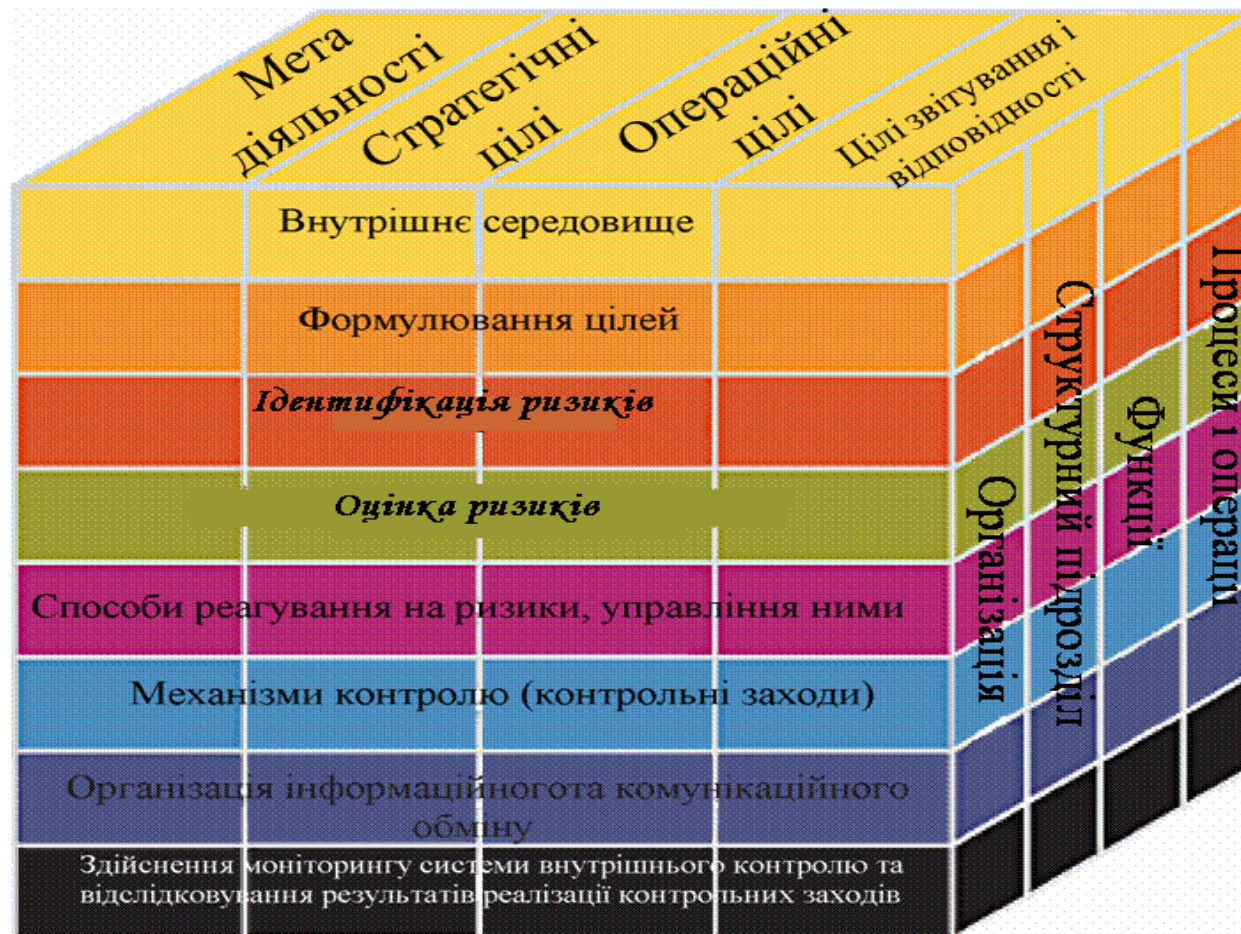 Мета
діяльності
Стратегічні
цілі
Операційні
цілі
Цілі звітування і
відповідності
Внутрішнє середовище
Формулювання цілей
Ідентифікація ризиків
Оцінка ризиків
Способи реагування на ризики, управління ними
Механізми контролю (контрольні заходи)
Організація інформаційногота комунікаційного
обміну
Здійснення моніторингу системи внутрішнього контролю та
відслідковування результатів реалізації контрольних заходів
Організація
Структурний підрозділ
Функції
Процеси і операції